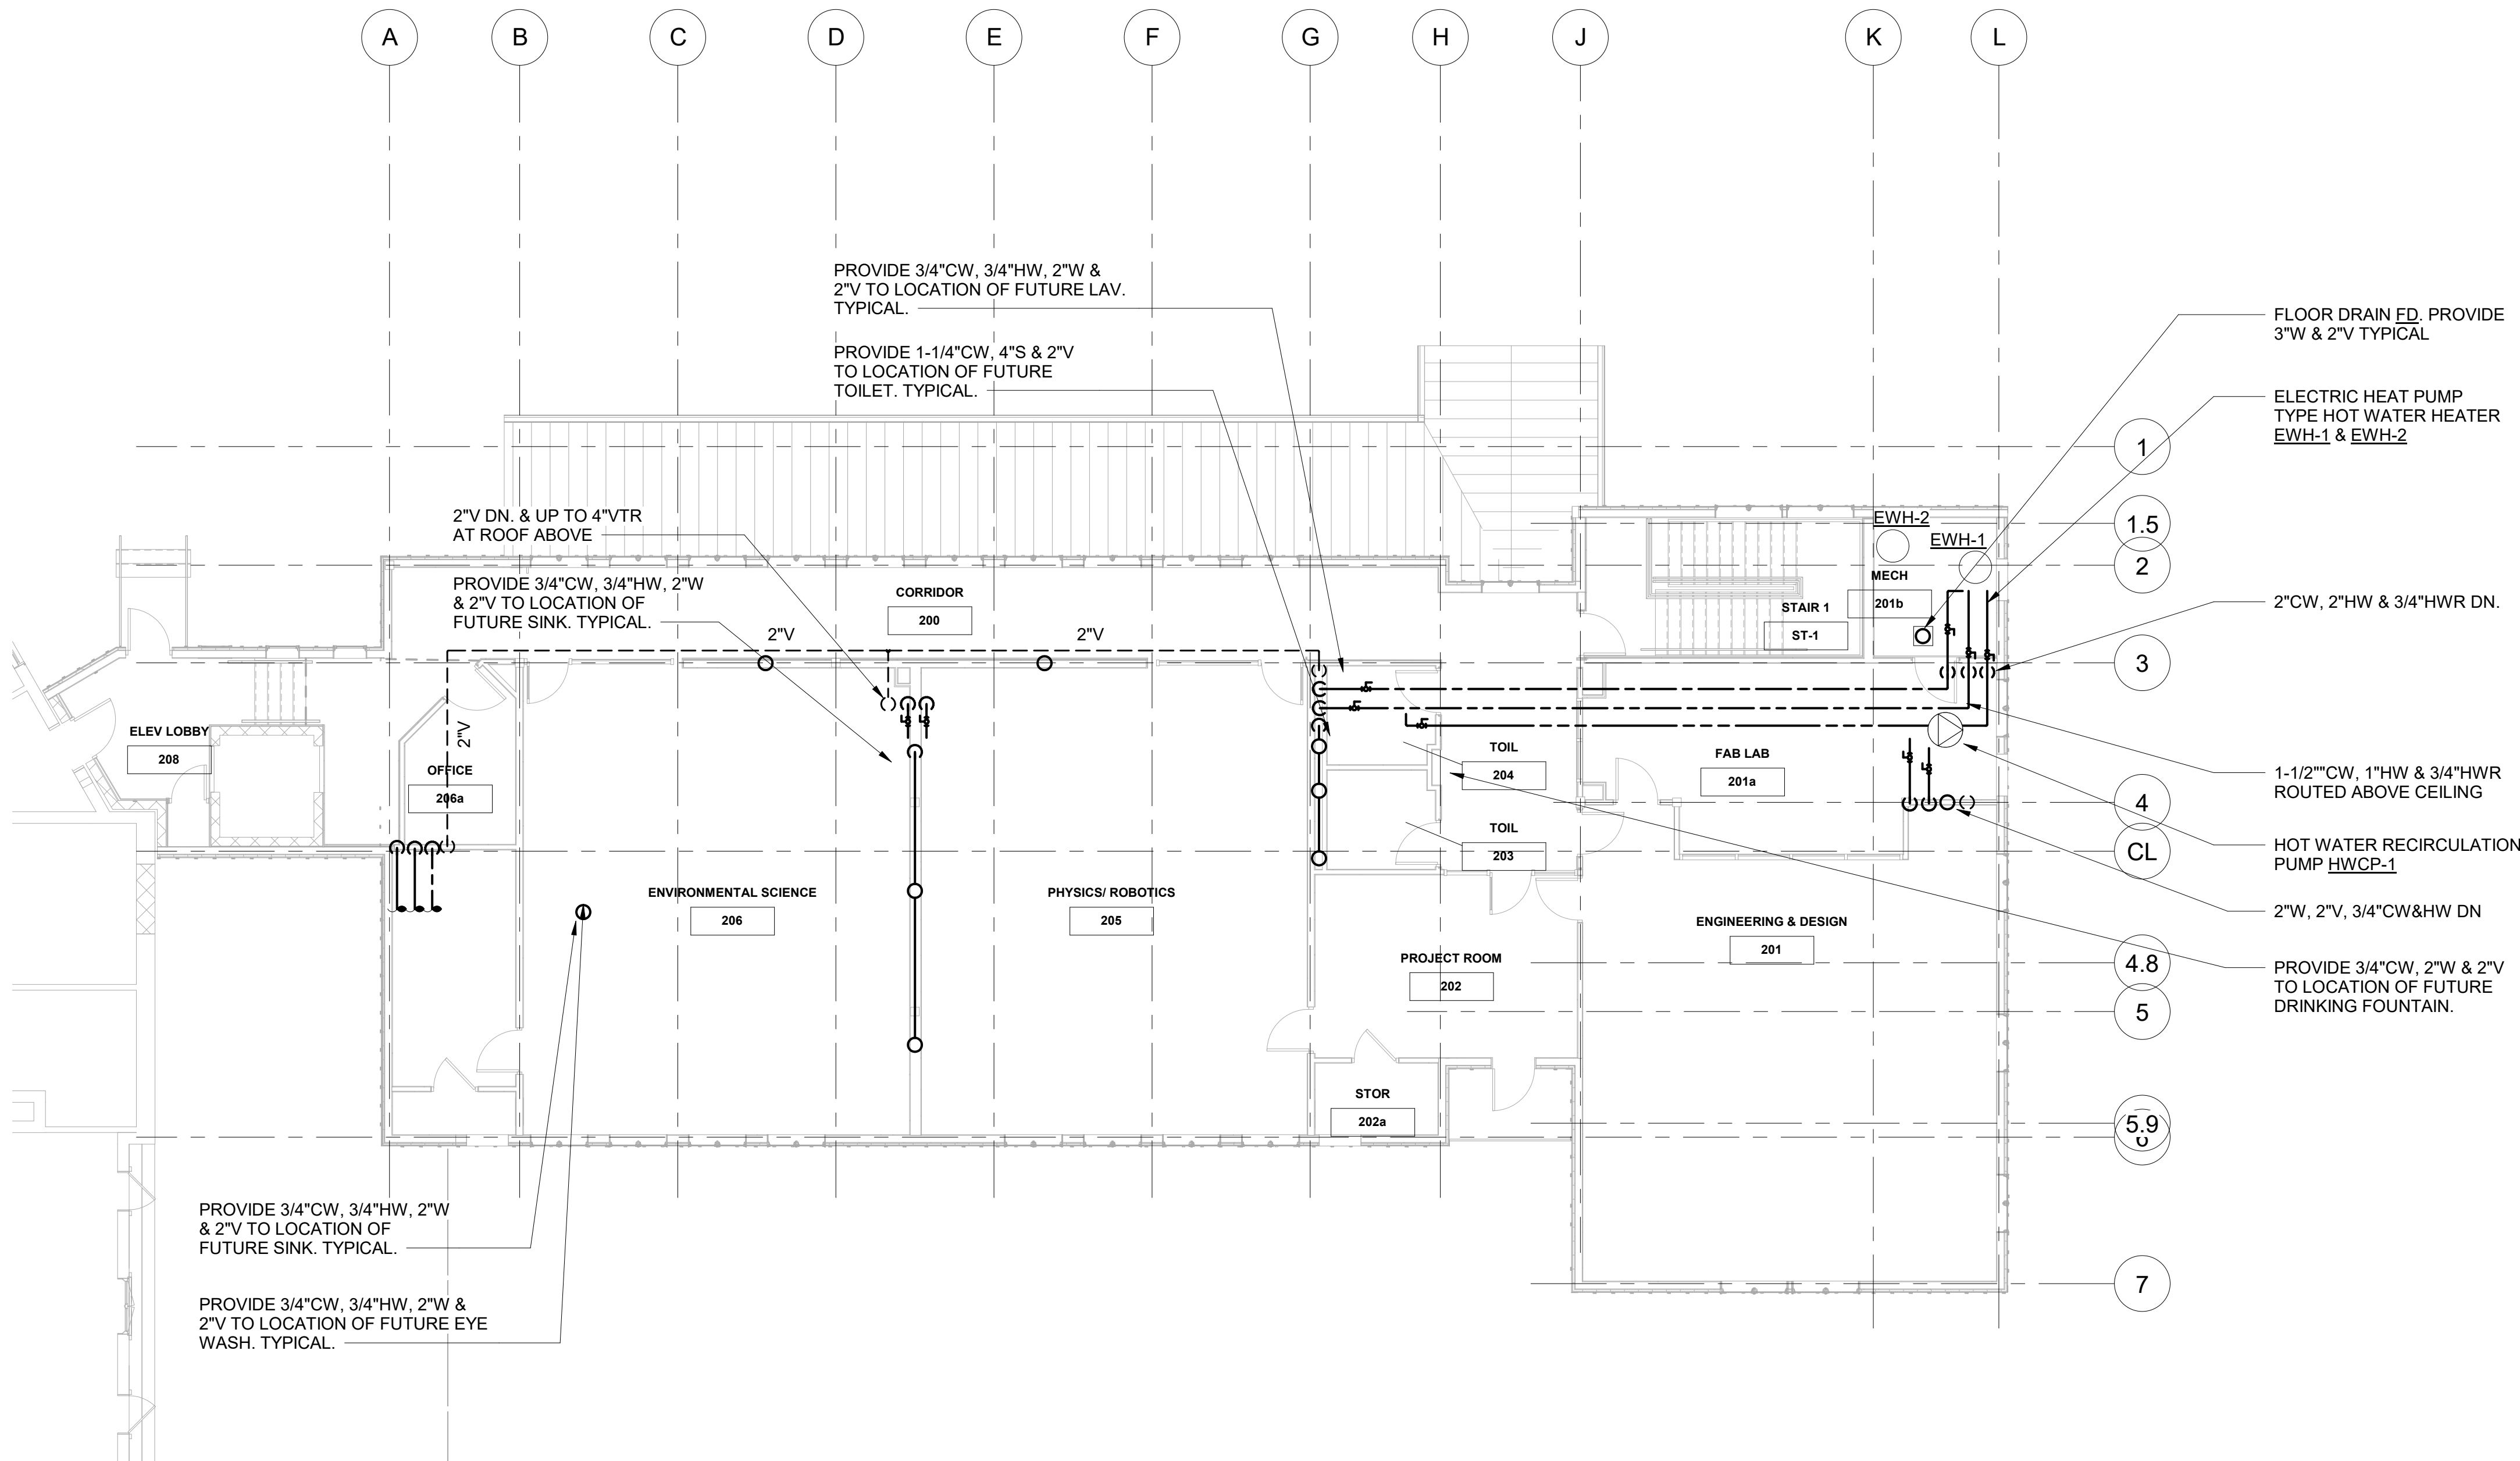 A
B
C
D
E
F
G
H
J
K
L
PROVIDE 3/4"CW, 3/4"HW, 2"W &
2"V TO LOCATION OF FUTURE LAV.
TYPICAL.
PROVIDE 1-1/4"CW, 4"S & 2"V
TO LOCATION OF FUTURE
TOILET. TYPICAL.
FLOOR DRAIN FD. PROVIDE
3"W & 2"V TYPICAL
ELECTRIC HEAT PUMP
TYPE HOT WATER HEATER
EWH-1 & EWH-2
1
2"V DN. & UP TO 4"VTR
AT ROOF ABOVE
EWH-2
EWH-1
1.5
2
PROVIDE 3/4"CW, 3/4"HW, 2"W
& 2"V TO LOCATION OF
FUTURE SINK. TYPICAL.
CORRIDOR
200
MECH
201b
STAIR 1
ST-1
2"CW, 2"HW & 3/4"HWR DN.
2"V
2"V
3
2"V
ELEV LOBBY
208
OFFICE
206a
TOIL
204
FAB LAB
201a
1-1/2""CW, 1"HW & 3/4"HWR
ROUTED ABOVE CEILING
4
TOIL
203
CL
HOT WATER RECIRCULATION
PUMP HWCP-1
ENVIRONMENTAL SCIENCE
206
PHYSICS/ ROBOTICS
205
ENGINEERING & DESIGN
201
2"W, 2"V, 3/4"CW&HW DN
PROJECT ROOM
202
4.8
5
PROVIDE 3/4"CW, 2"W & 2"V
TO LOCATION OF FUTURE
DRINKING FOUNTAIN.
STOR
202a
5.9
6
PROVIDE 3/4"CW, 3/4"HW, 2"W
& 2"V TO LOCATION OF
FUTURE SINK. TYPICAL.
7
PROVIDE 3/4"CW, 3/4"HW, 2"W &
2"V TO LOCATION OF FUTURE EYE
WASH. TYPICAL.